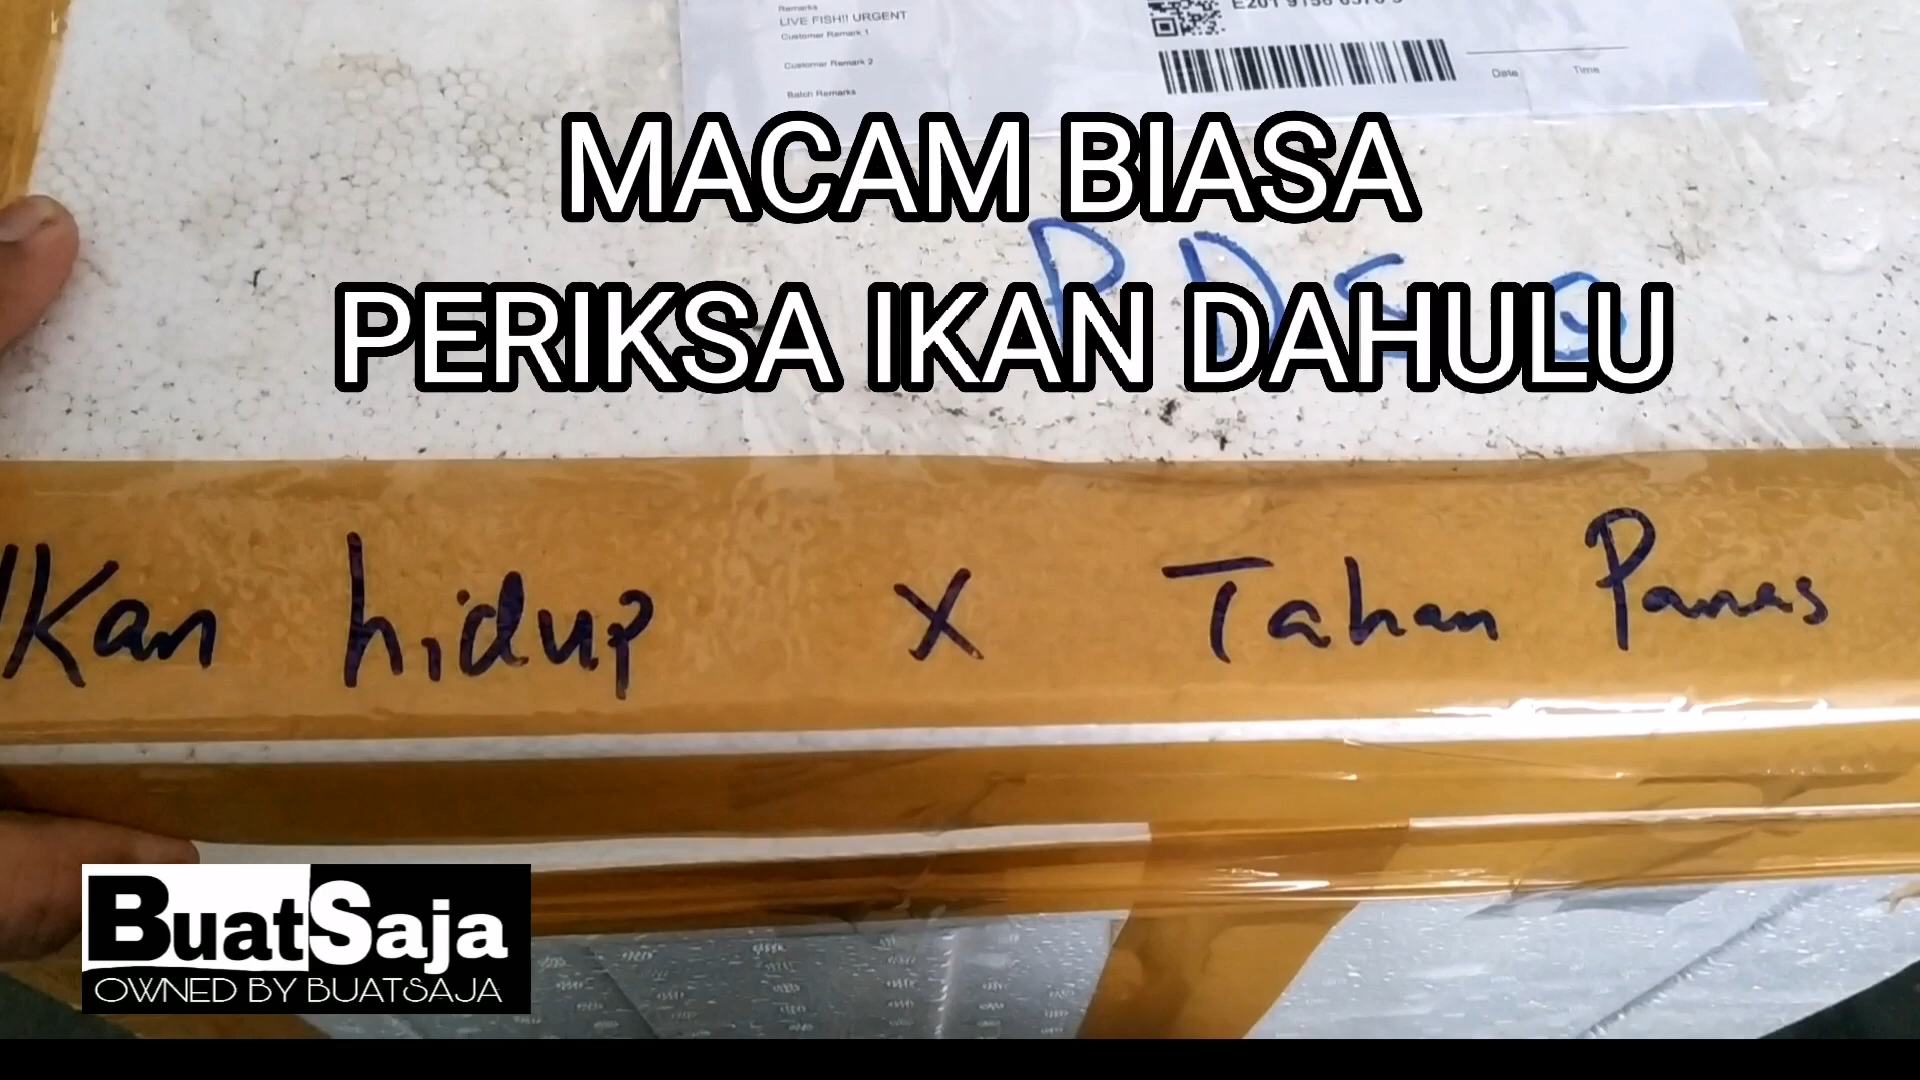 Remarks
LIVE FISH!! URGENT
Customer Remark 1
Customer Remark 2
Batch Remarks
Date Time
MACAM BIASA
PERIKSA IKAN DAHULU
Ikan hidup x Tahan Panas
BuatSaja
OWNED BY BUATSAJA